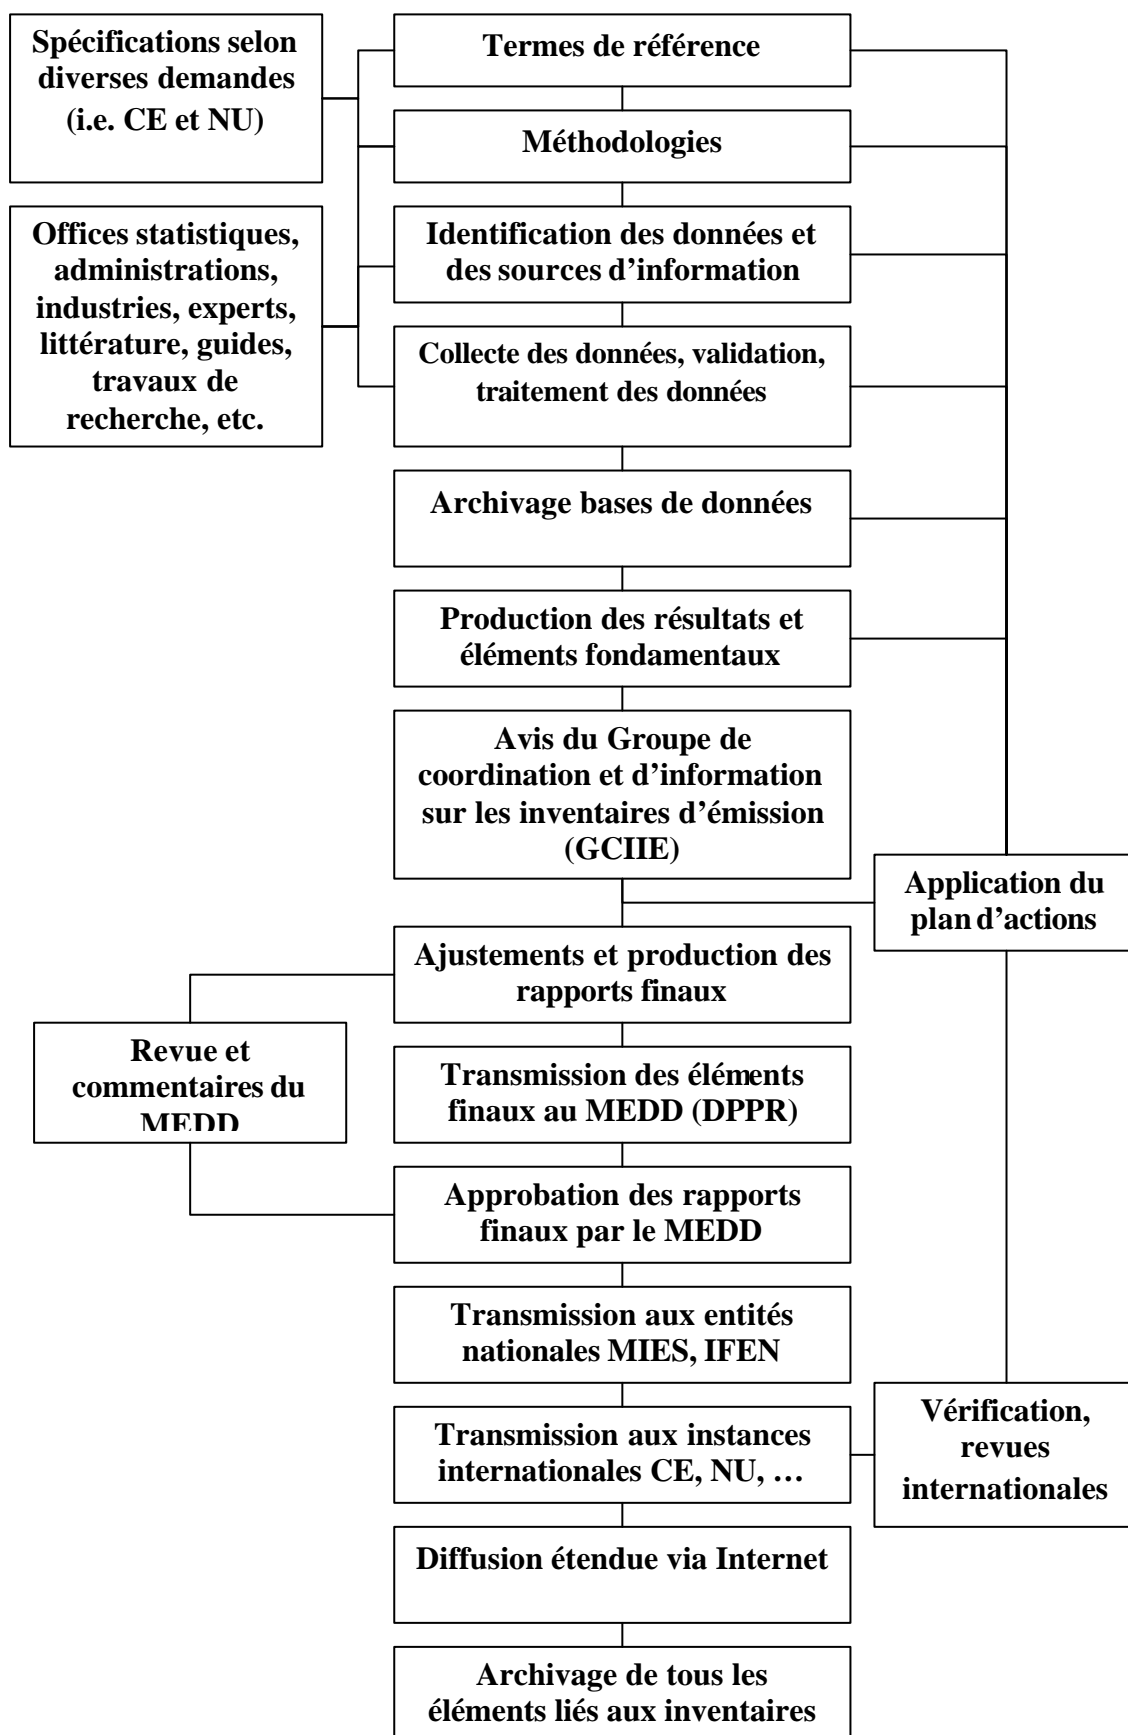 Spécifications selon
diverses demandes
(i.e. CE et NU)
Termes de référence
Méthodologies
Offices statistiques,
administrations,
industries, experts,
littérature, guides,
travaux de
recherche, etc.
Identification des données et
des sources d’information
Collecte des données, validation,
traitement des données
Archivage bases de données
Production des résultats et
éléments fondamentaux
Avis du Groupe de
coordination et d’information
sur les inventaires d’émission
(GCIIE)
Application du
plan d’actions
Ajustements et production des
rapports finaux
Revue et
commentaires du
MEDD
Transmission des éléments
finaux au MEDD (DPPR)
Approbation des rapports
finaux par le MEDD
Transmission aux entités
nationales MIES, IFEN
Transmission aux instances
internationales CE, NU, …
Vérification,
revues
internationales
Diffusion étendue via Internet
Archivage de tous les
éléments liés aux inventaires